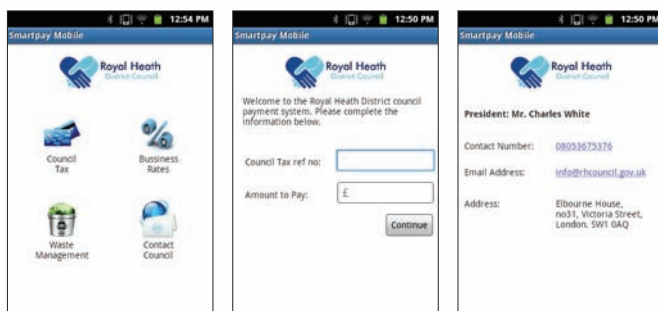 12:54 PM
Smartpay Mobile
Royal Heath
District Council
Council
Tax
Bussiness
Rates
Waste
Management
Contact
Council
12:50 PM
Smartpay Mobile
Royal Heath
District Council
Welcome to the Royal Heath District council
payment system. Please complete the
information below.
Council Tax ref no:
Amount to Pay:
£
Continue
12:50 PM
Smartpay Mobile
Royal Heath
District Council
President: Mr. Charles White
Contact Number: 08053675376
Email Address: info@rhcouncil.gov.uk
Address: Elbourne House,
no31, Victoria Street,
London. SW1 0AQ